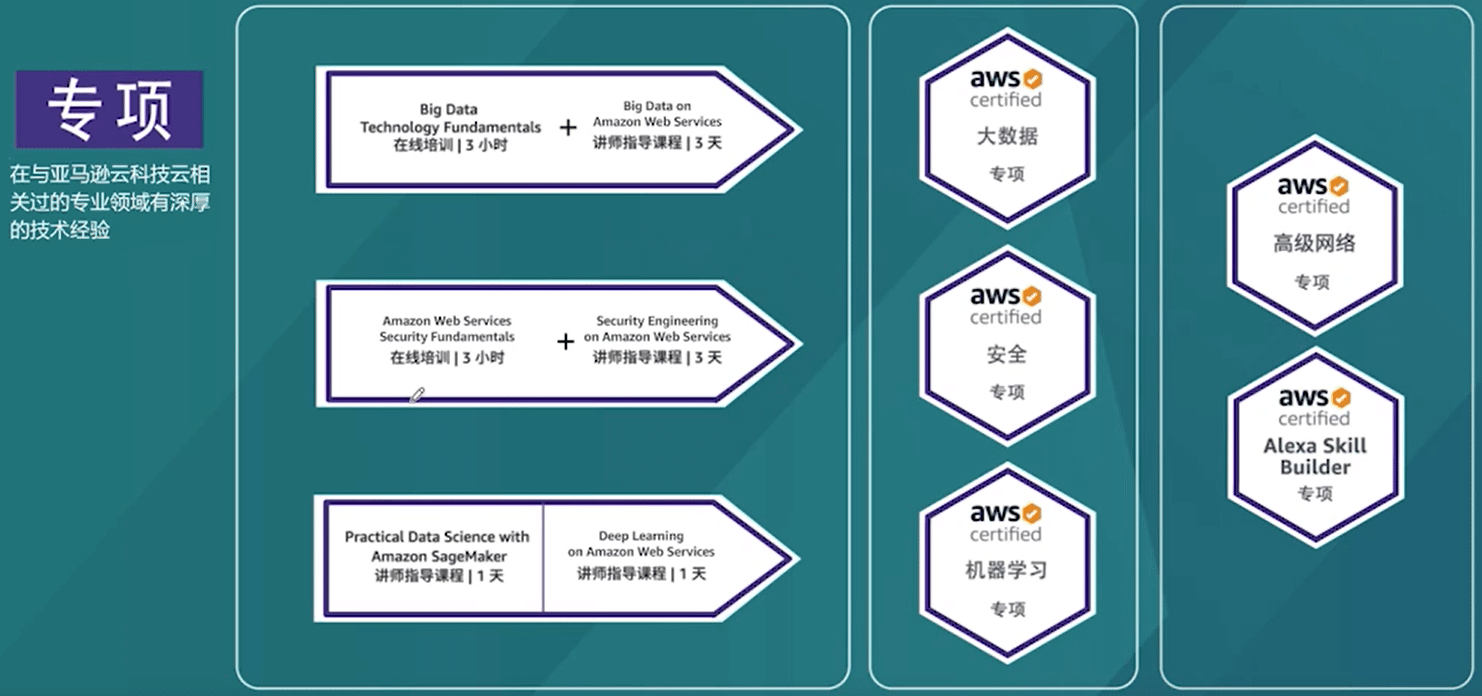 专项
在与亚马逊云科技云相
关过的专业领域有深厚
的技术经验
Big Data
Technology Fundamentals
在线培训 | 3 小时
+
Big Data on
Amazon Web Services
讲师指导课程 | 3 天
Amazon Web Services
Security Fundamentals
在线培训 | 3 小时
+
Security Engineering
on Amazon Web Services
讲师指导课程 | 3 天
Practical Data Science with
Amazon SageMaker
讲师指导课程 | 1 天
Deep Learning
on Amazon Web Services
讲师指导课程 | 1 天
aws
certified
大数据
专项
aws
certified
安全
专项
aws
certified
机器学习
专项
aws
certified
高级网络
专项
aws
certified
Alexa Skill
Builder
专项